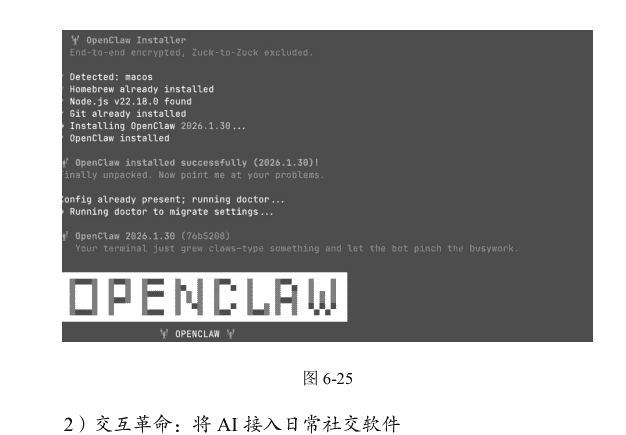 OpenClaw Installer
End-to-end encrypted, Zuck-to-Zuck excluded.
Detected: macos
Homebrew already installed
Node.js v22.18.0 found
Git already installed
Installing OpenClaw 2026.1.30...
OpenClaw installed
OpenClaw installed successfully (2026.1.30)!
Finally unpacked. Now point me at your problems.
Config already present; running doctor...
Running doctor to migrate settings...
OpenClaw 2026.1.30 (76b5208)
Your terminal just grew claws-type something and let the bot pinch the busywork.
OPENCLAW
OPENCLAW
图 6-25
2）交互革命：将 AI 接入日常社交软件